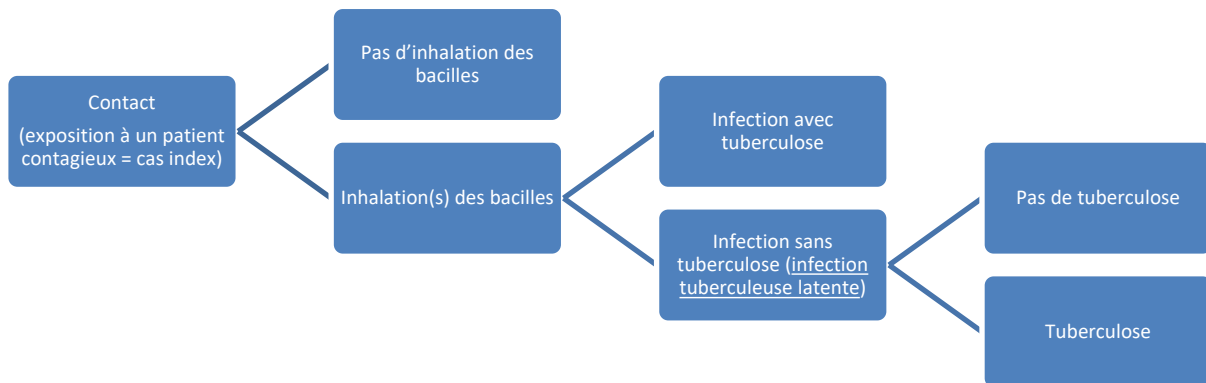 Contact
(exposition à un patient
contagieux = cas index)
Pas d’inhalation des
bacilles
Inhalation(s) des bacilles
Infection avec
tuberculose
Infection sans
tuberculose (infection
tuberculeuse latente)
Pas de tuberculose
Tuberculose